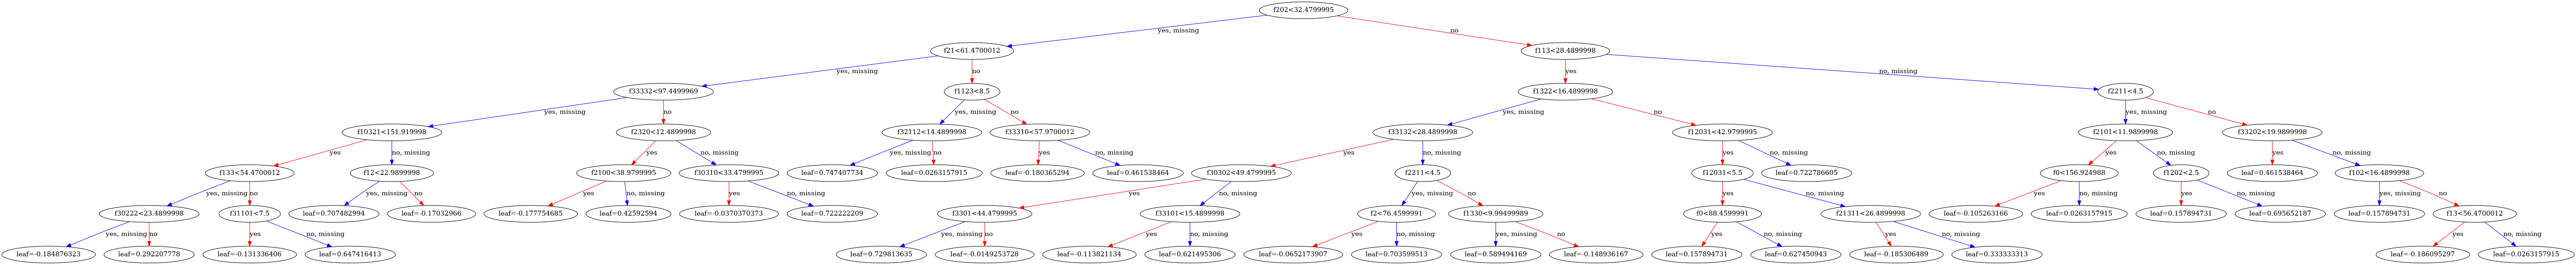 f202<32.4799995
yes, missing
no
f21<61.4700012
f113<28.4899998
yes, missing
no
yes
no, missing
f33332<97.4499969
f1123<8.5
f1322<16.4899998
f2211<4.5
yes, missing
no
yes, missing
no
yes, missing
no
yes, missing
no
f10321<151.919998
f2320<12.4899998
f32112<14.4899998
f33310<57.9700012
f33132<28.4899998
f12031<42.9799995
f2101<11.9899998
f33202<19.9899998
yes
no, missing
yes
no, missing
yes, missing
no
yes
no, missing
yes
no, missing
yes
no, missing
yes
no, missing
yes
no, missing
f133<54.4700012
f12<22.9899998
f2100<38.9799995
f30310<33.4799995
leaf=0.747407734
leaf=0.0263157915
leaf=-0.180365294
leaf=0.461538464
f30302<49.4799995
f2211<4.5
f12031<5.5
leaf=0.722786605
f0<156.924988
f1202<2.5
leaf=0.461538464
f102<16.4899998
yes, missing
no
yes, missing
no
yes
no, missing
yes
no, missing
yes
no, missing
yes, missing
no
yes
no, missing
yes
no, missing
yes
no, missing
yes, missing
no
f30222<23.4899998
f31101<7.5
leaf=0.707482994
leaf=-0.17032966
leaf=-0.177754685
leaf=0.42592594
leaf=-0.0370370373
leaf=0.722222209
f3301<44.4799995
f33101<15.4899998
f2<76.4599991
f1330<9.99499989
f0<88.4599991
f21311<26.4899998
leaf=-0.105263166
leaf=0.0263157915
leaf=0.157894731
leaf=0.695652187
leaf=0.157894731
f13<56.4700012
yes, missing
no
yes
no, missing
yes, missing
no
yes
no, missing
yes
no, missing
yes, missing
no
yes
no, missing
yes
no, missing
yes
no, missing
leaf=-0.184876323
leaf=0.292207778
leaf=-0.131336406
leaf=0.647416413
leaf=0.729813635
leaf=-0.0149253728
leaf=-0.113821134
leaf=0.621495306
leaf=-0.0652173907
leaf=0.703599513
leaf=0.589494169
leaf=-0.148936167
leaf=0.157894731
leaf=0.627450943
leaf=-0.185306489
leaf=0.333333313
leaf=-0.186095297
leaf=0.0263157915